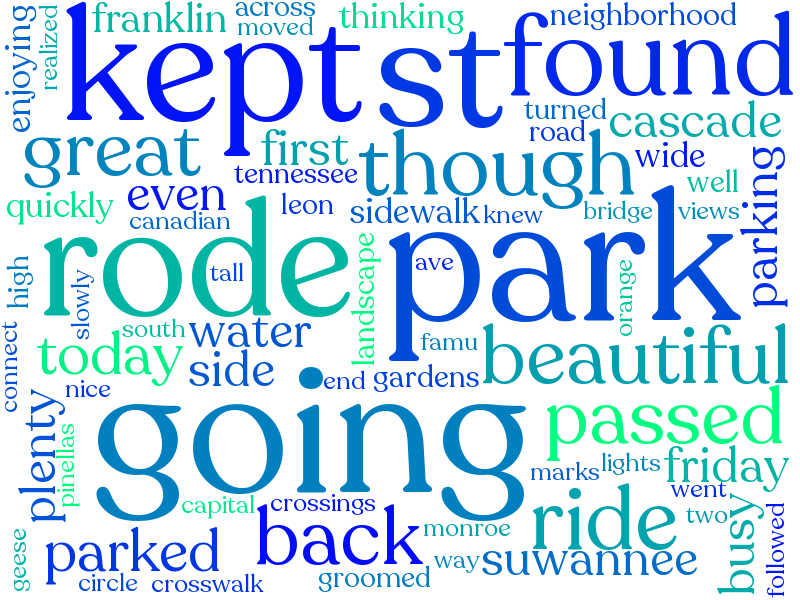 enjoying
realized
franklin
across
moved
thinking
neighborhood
kept
st
found
great
first
tennessee
though
turned
road
cascade
wide
well
parking
quickly
even
canadian
leon
sidewalk
knew
bridge
views
rode
tall
park
ave
landscape
orange
high
slowly
connect
south
water
today
side
nice
end
gardens
famu
beautiful
plenty
pinellas
going
passed
marks
lights
friday
went
two
capital
crossings
back
monroe
ride
busy
followed
geese
parked
circle
crosswalk
groomed
way
suwannee